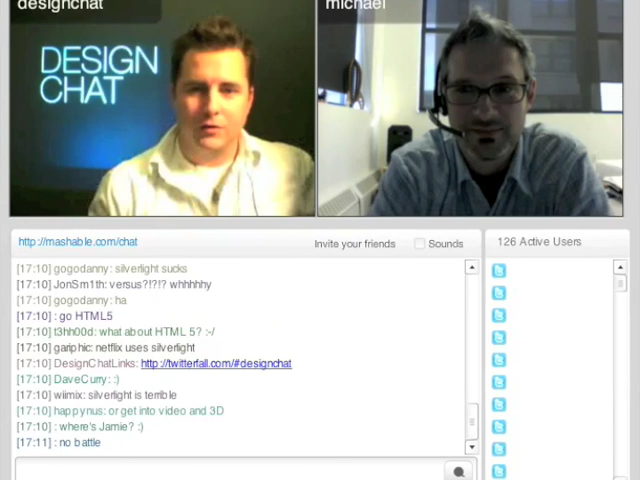 designchat
michael
DESIGN
CHAT
http://mashable.com/chat
Invite your friends
Sounds
126 Active Users
[17:10] gogodanny: silverlight sucks
[17:10] JonSm1th: versus?!?!? whhhhhy
[17:10] gogodanny: ha
[17:10] : go HTML5
[17:10] t3hh00d: what about HTML 5? :-/
[17:10] gariphic: netflix uses silverlight
[17:10] DesignChatLinks: http://twitterfall.com/#designchat
[17:10] DaveCurry: :)
[17:10] wiimix: silverlight is terrible
[17:10] happynus: or get into video and 3D
[17:10] : where's Jamie? :)
[17:11] : no battle